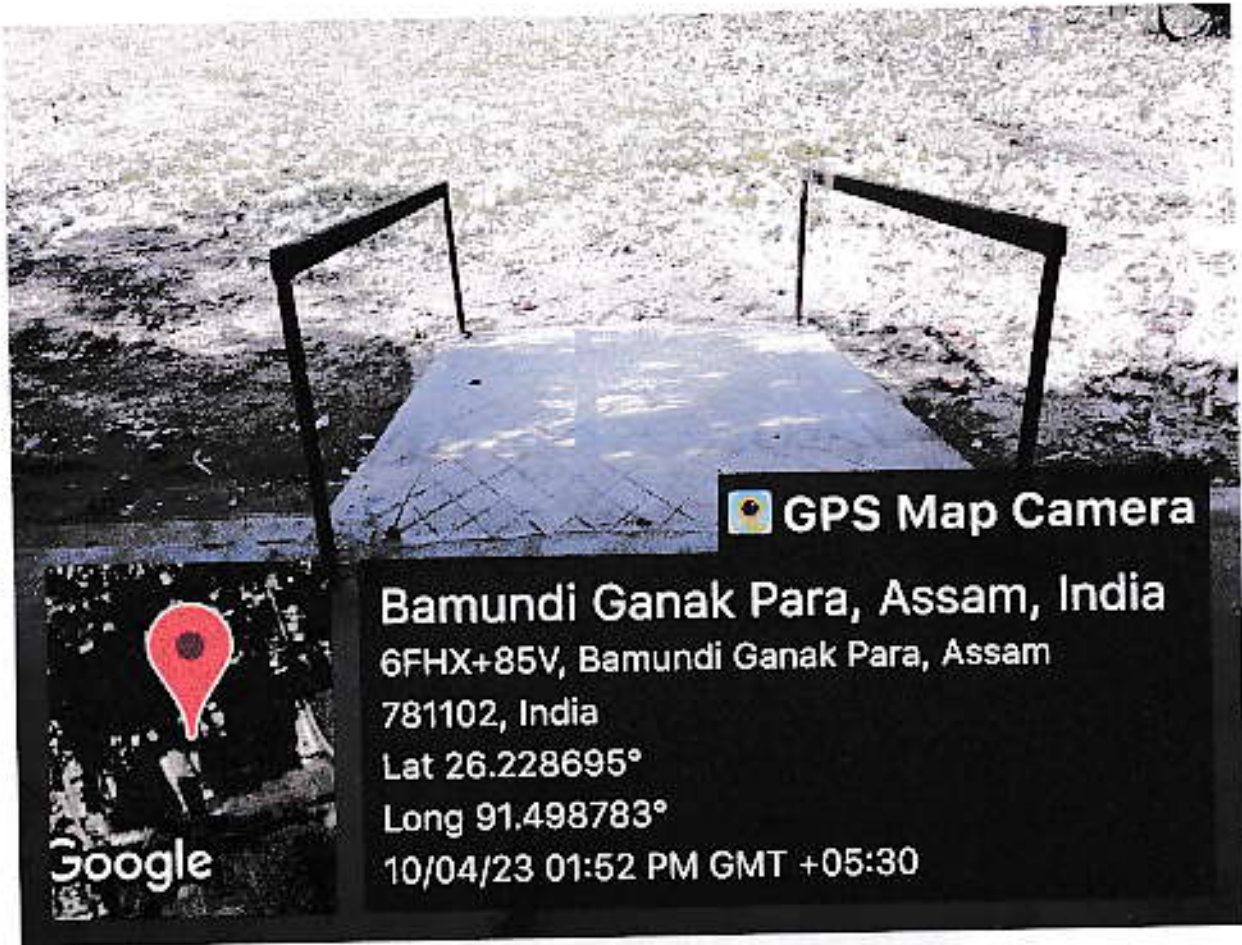 GPS Map Camera
Bamundi Ganak Para, Assam, India
6FHX+85V, Bamundi Ganak Para, Assam
781102, India
Lat 26.228695°
Long 91.498783°
10/04/23 01:52 PM GMT +05:30
Google